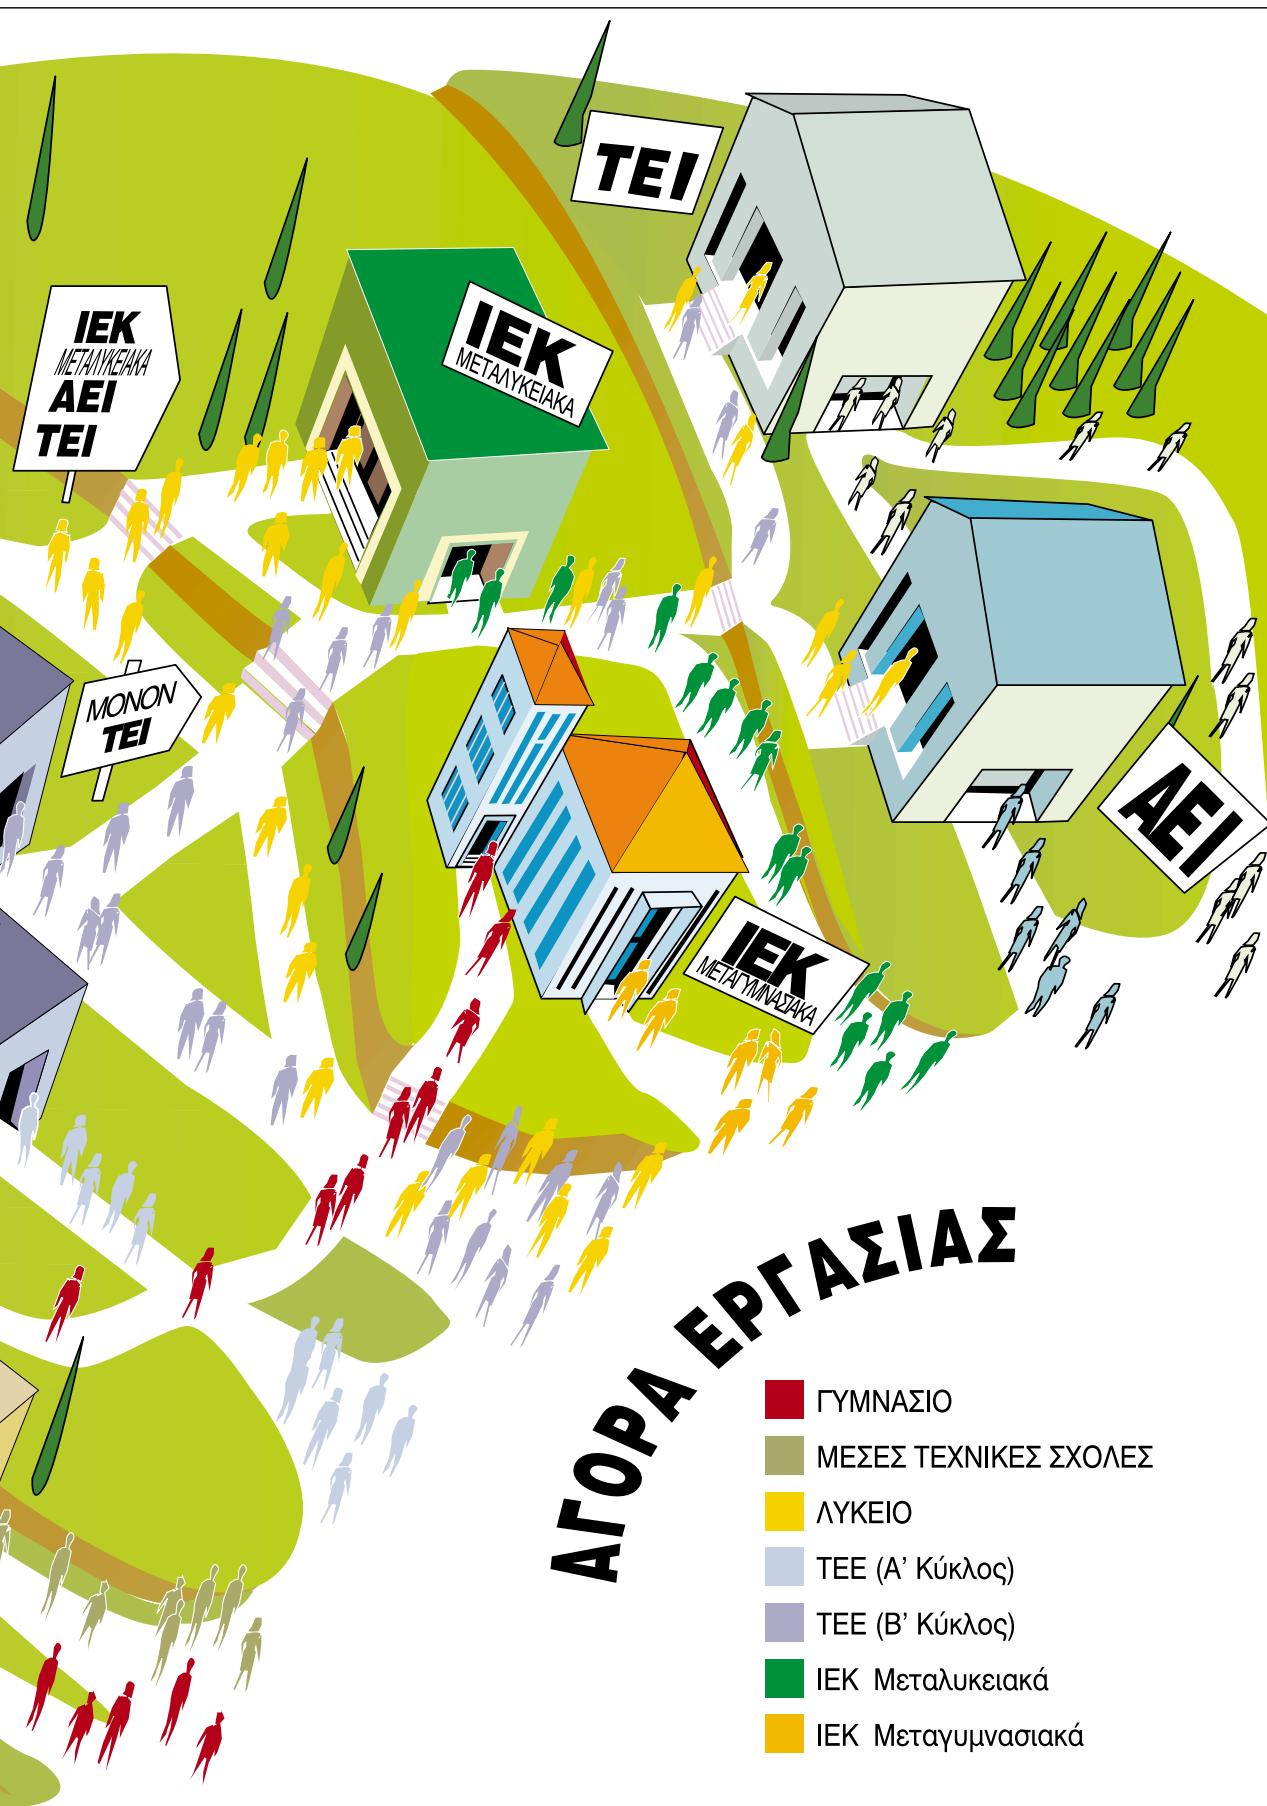 ΤΕΙ
ΙΕΚ
ΜΕΤΑΛΥΚΕΙΑΚΑ
ΑΕΙ
ΤΕΙ
ΙΕΚ
ΜΕΤΑΛΥΚΕΙΑΚΑ
ΜΟΝΟΝ
ΤΕΙ
ΑΕΙ
ΙΕΚ
ΜΕΤΑΓΥΜΝΑΣΙΑΚΑ
ΑΓΟΡΑ ΕΡΓΑΣΙΑΣ
ΓΥΜΝΑΣΙΟ
ΜΕΣΕΣ ΤΕΧΝΙΚΕΣ ΣΧΟΛΕΣ
ΛΥΚΕΙΟ
ΤΕΕ (Α’ Κύκλος)
ΤΕΕ (Β’ Κύκλος)
ΙΕΚ Μεταλυκειακά
ΙΕΚ Μεταγυμνασιακά